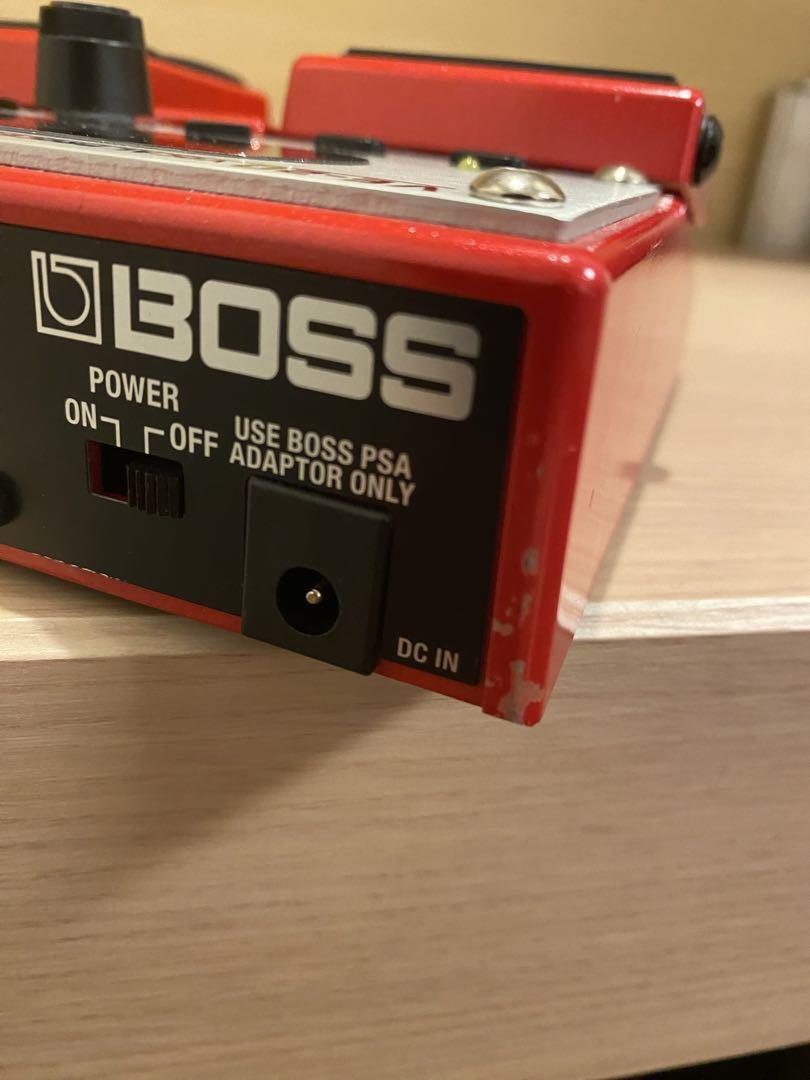 BOSS
POWER
ON
OFF
USE BOSS PSA
ADAPTOR ONLY
DC IN